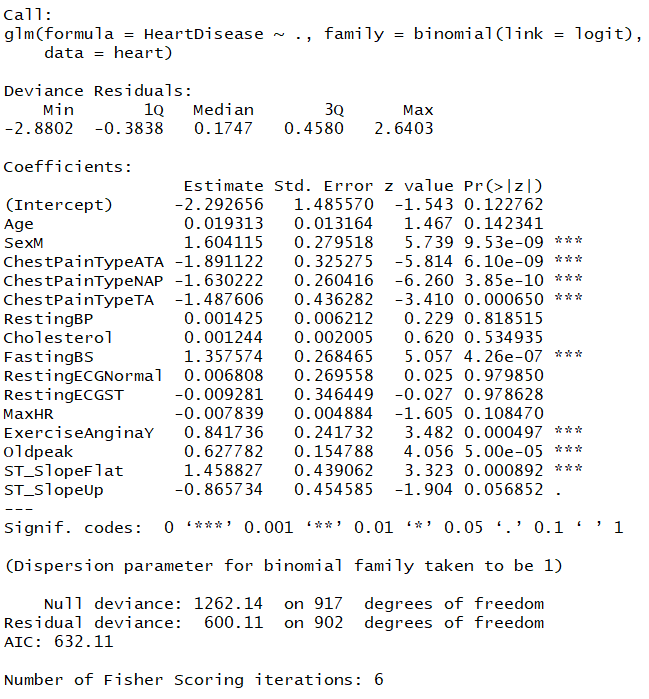 Call:
glm(formula = HeartDisease ~ ., family = binomial(link = logit),
    data = heart)

Deviance Residuals:
    Min       1Q   Median       3Q      Max
-2.8802  -0.3838   0.1747   0.4580   2.6403

Coefficients:
                  Estimate Std. Error z value Pr(>|z|)
(Intercept)      -2.292656   1.485570  -1.543 0.122762
Age               0.019313   0.013164   1.467 0.142341
SexM              1.604115   0.279518   5.739 9.53e-09 ***
ChestPainTypeATA -1.891122   0.325275  -5.814 6.10e-09 ***
ChestPainTypeNAP -1.630222   0.260416  -6.260 3.85e-10 ***
ChestPainTypeTA  -1.487606   0.436282  -3.410 0.000650 ***
RestingBP         0.001425   0.006212   0.229 0.818515
Cholesterol       0.001244   0.002005   0.620 0.534935
FastingBS         1.357574   0.268465   5.057 4.26e-07 ***
RestingECGNormal  0.006808   0.269558   0.025 0.979850
RestingECGST     -0.009281   0.346449  -0.027 0.978628
MaxHR            -0.007839   0.004884  -1.605 0.108470
ExerciseAnginaY   0.841736   0.241732   3.482 0.000497 ***
Oldpeak           0.627782   0.154788   4.056 5.00e-05 ***
ST_SlopeFlat      1.458827   0.439062   3.323 0.000892 ***
ST_SlopeUp       -0.865734   0.454585  -1.904 0.056852 .
---
Signif. codes:  0 ‘***’ 0.001 ‘**’ 0.01 ‘*’ 0.05 ‘.’ 0.1 ‘ ’ 1

(Dispersion parameter for binomial family taken to be 1)

    Null deviance: 1262.14  on 917  degrees of freedom
Residual deviance:  600.11  on 902  degrees of freedom
AIC: 632.11

Number of Fisher Scoring iterations: 6